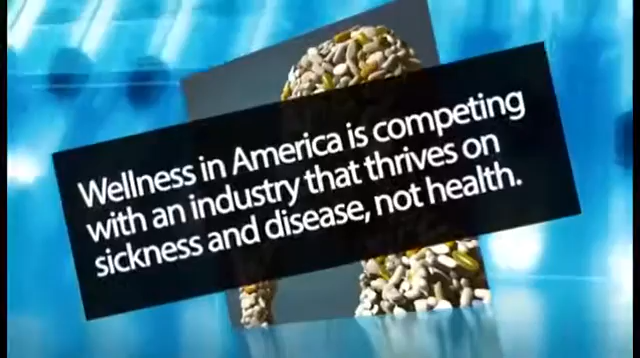 Wellness in America is competing
with an industry that thrives on
sickness and disease, not health.